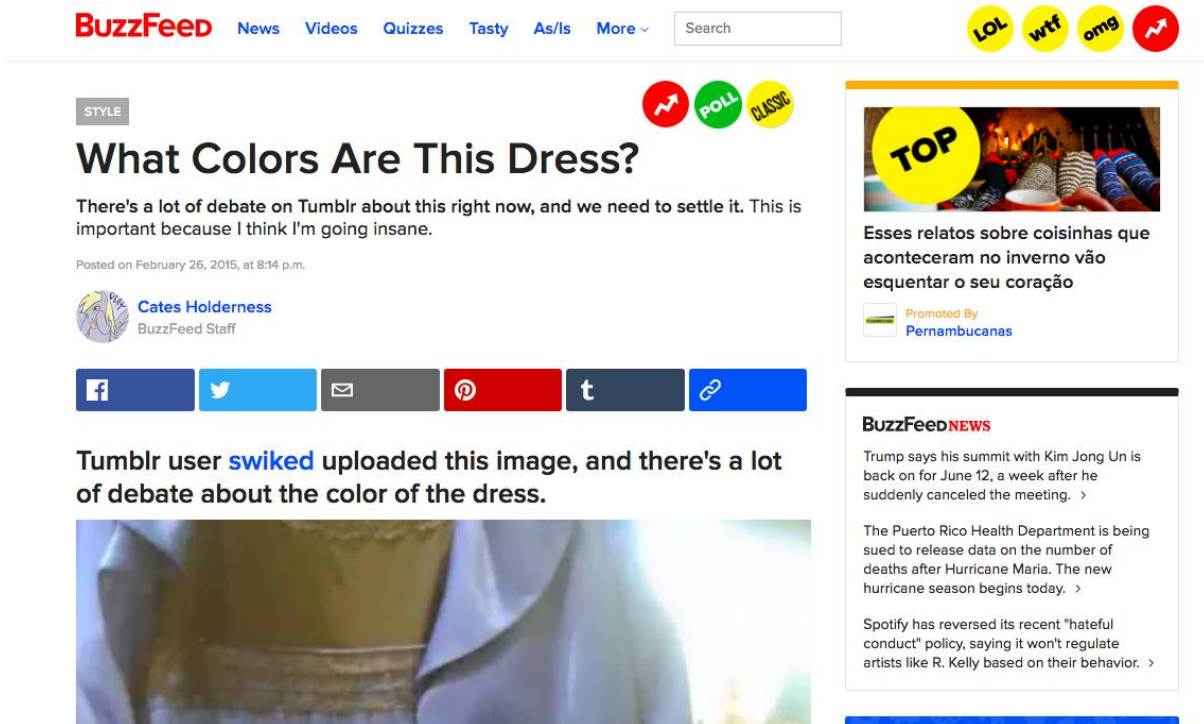 BuzzFeeD
News Videos Quizzes Tasty As/Is More
Search
LOL
wtf
omg
STYLE
POLL
CLASSIC
What Colors Are This Dress?
There's a lot of debate on Tumblr about this right now, and we need to settle it. This is
important because I think I'm going insane.
Posted on February 26, 2015, at 8:14 p.m.
Cates Holderness
BuzzFeed Staff
Tumblr user swiked uploaded this image, and there's a lot
of debate about the color of the dress.
TOP
Esses relatos sobre coisinhas que
aconteceram no inverno vão
esquentar o seu coração
Promoted By
Pernambucanas
BuzzFeeD NEWS
Trump says his summit with Kim Jong Un is
back on for June 12, a week after he
suddenly canceled the meeting. >
The Puerto Rico Health Department is being
sued to release data on the number of
deaths after Hurricane Maria. The new
hurricane season begins today. >
Spotify has reversed its recent "hateful
conduct" policy, saying it won't regulate
artists like R. Kelly based on their behavior. >